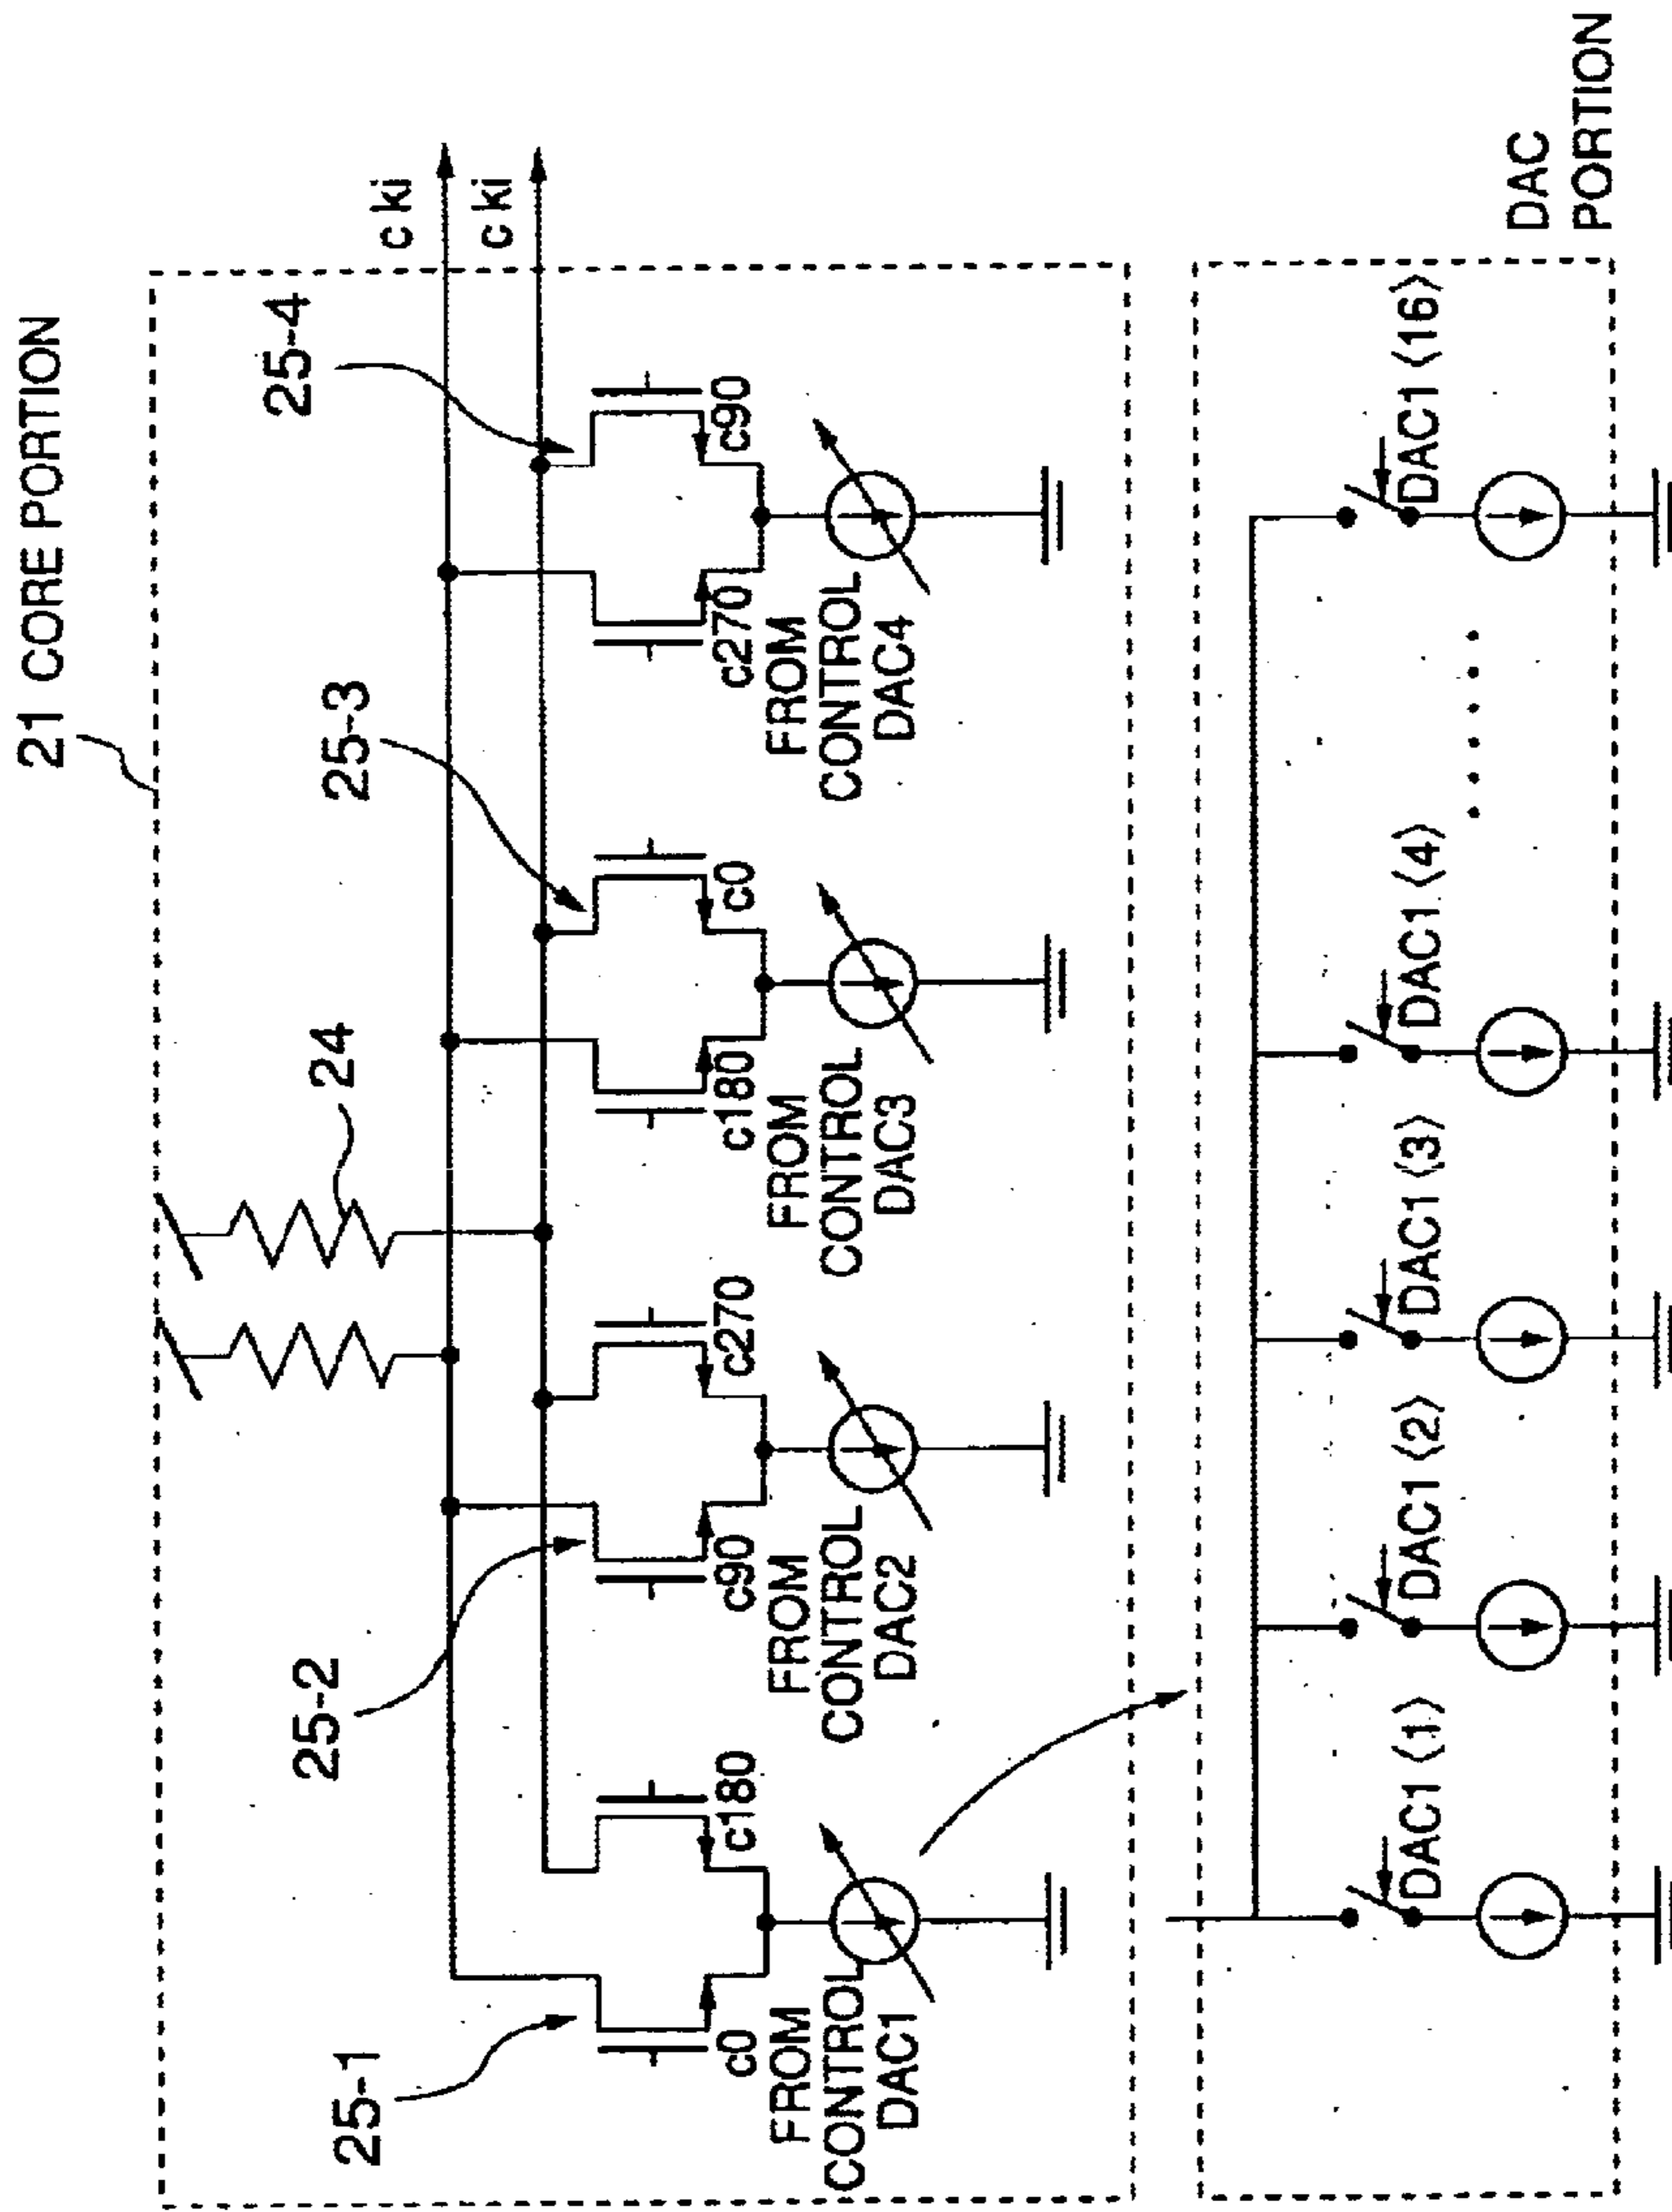 21 CORE PORTION
24
25-1
25-2
25-3
25-4
c ki
c ki
c0
c180
c90
c270
c180
c0
c270
c90
FROM
CONTROL
DAC1
FROM
CONTROL
DAC2
FROM
CONTROL
DAC3
FROM
CONTROL
DAC4
DAC1 ⟨1⟩
DAC1 ⟨2⟩
DAC1 ⟨3⟩
DAC1 ⟨4⟩
.....
DAC1 ⟨16⟩
DAC
PORTION